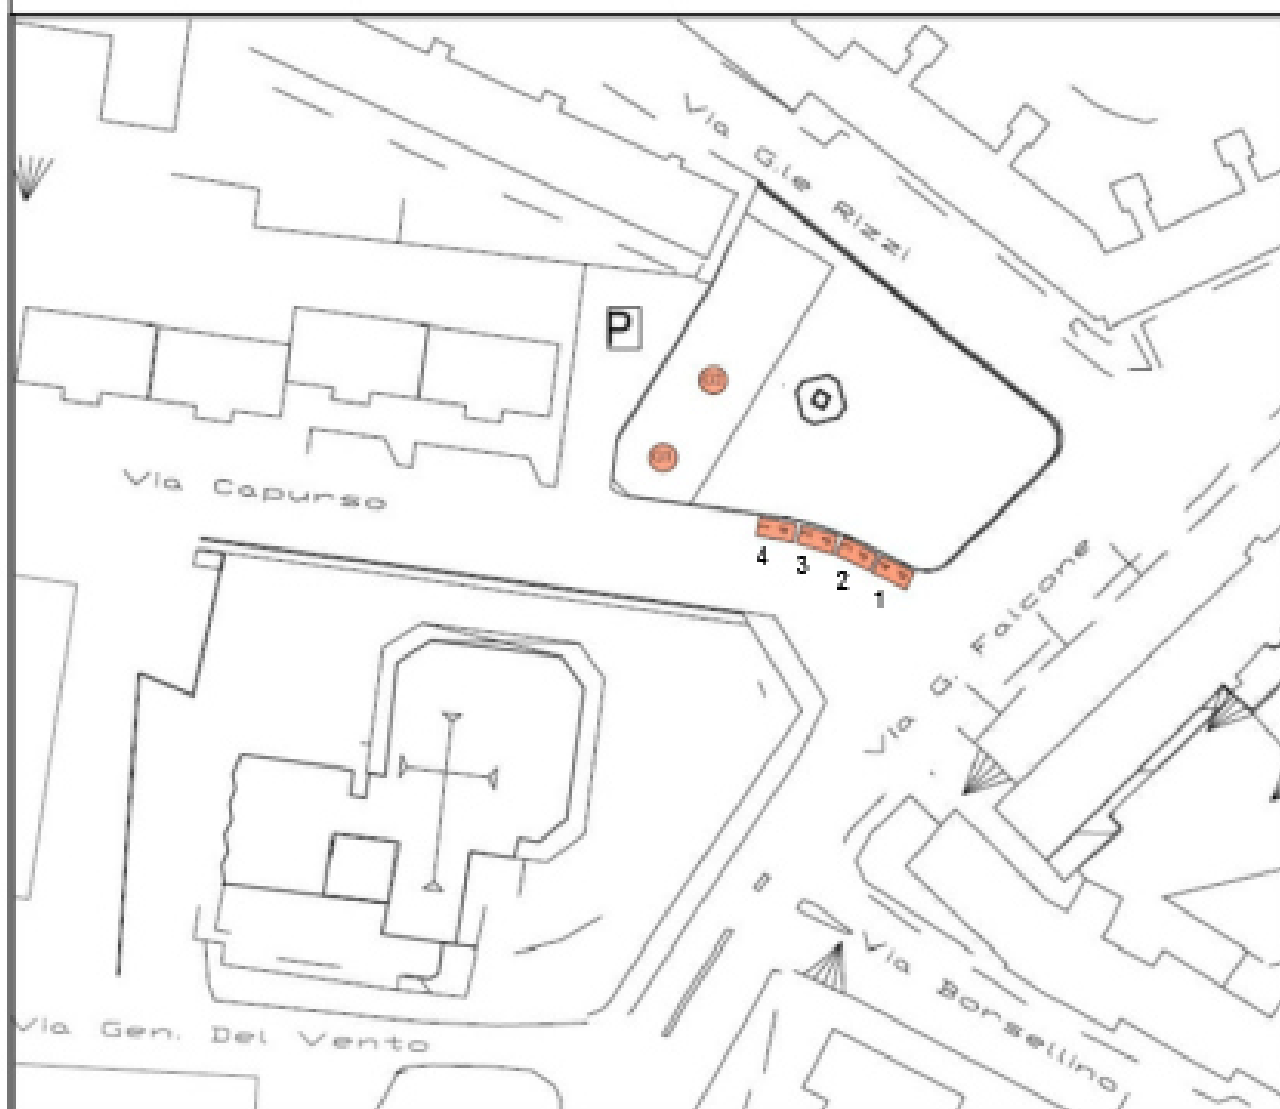 Via G.le Rizzi
P
Via Capurso
4
3
2
1
Via G. Falcone
Via Borsellino
Via Gen. Del Vento